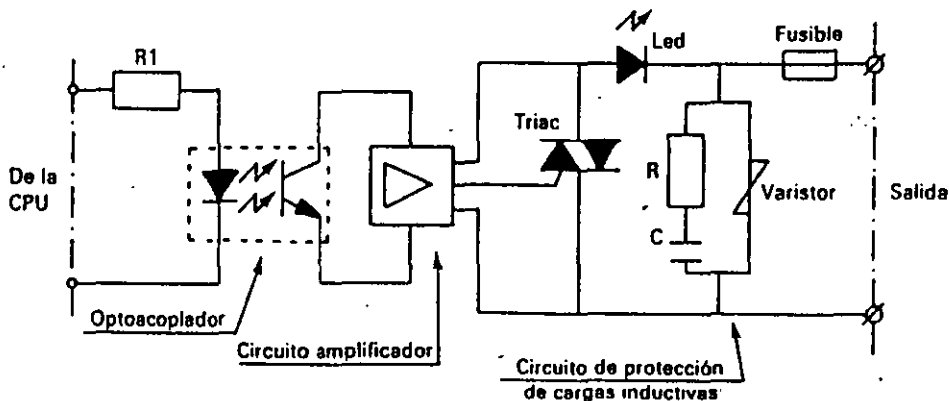 R1
Led
Fusible
Triac
De la
CPU
R
C
Varistor
Salida
Optoacoplador
Circuito amplificador
Circuito de protección
de cargas inductivas